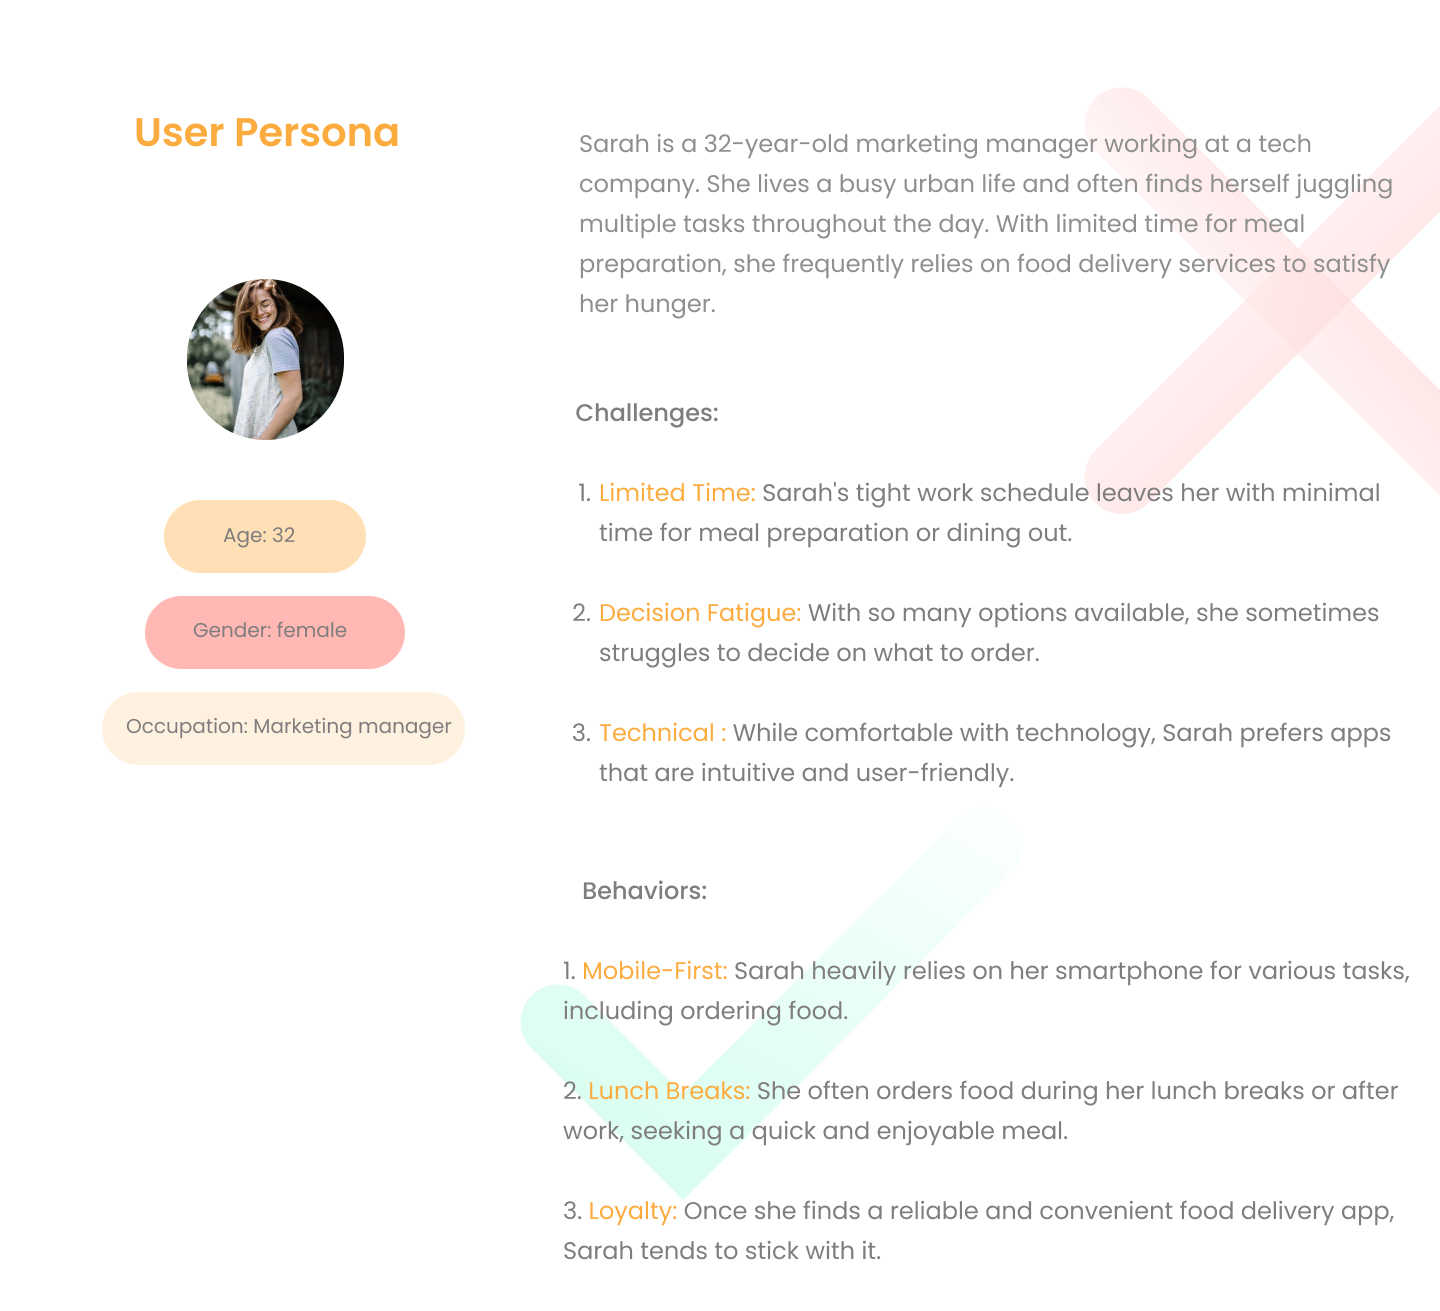 User Persona
Age: 32
Gender: female
Occupation: Marketing manager
Sarah is a 32-year-old marketing manager working at a tech
company. She lives a busy urban life and often finds herself juggling
multiple tasks throughout the day. With limited time for meal
preparation, she frequently relies on food delivery services to satisfy
her hunger.
Challenges:
1. Limited Time: Sarah's tight work schedule leaves her with minimal
time for meal preparation or dining out.
2. Decision Fatigue: With so many options available, she sometimes
struggles to decide on what to order.
3. Technical : While comfortable with technology, Sarah prefers apps
that are intuitive and user-friendly.
Behaviors:
1. Mobile-First: Sarah heavily relies on her smartphone for various tasks,
including ordering food.
2. Lunch Breaks: She often orders food during her lunch breaks or after
work, seeking a quick and enjoyable meal.
3. Loyalty: Once she finds a reliable and convenient food delivery app,
Sarah tends to stick with it.